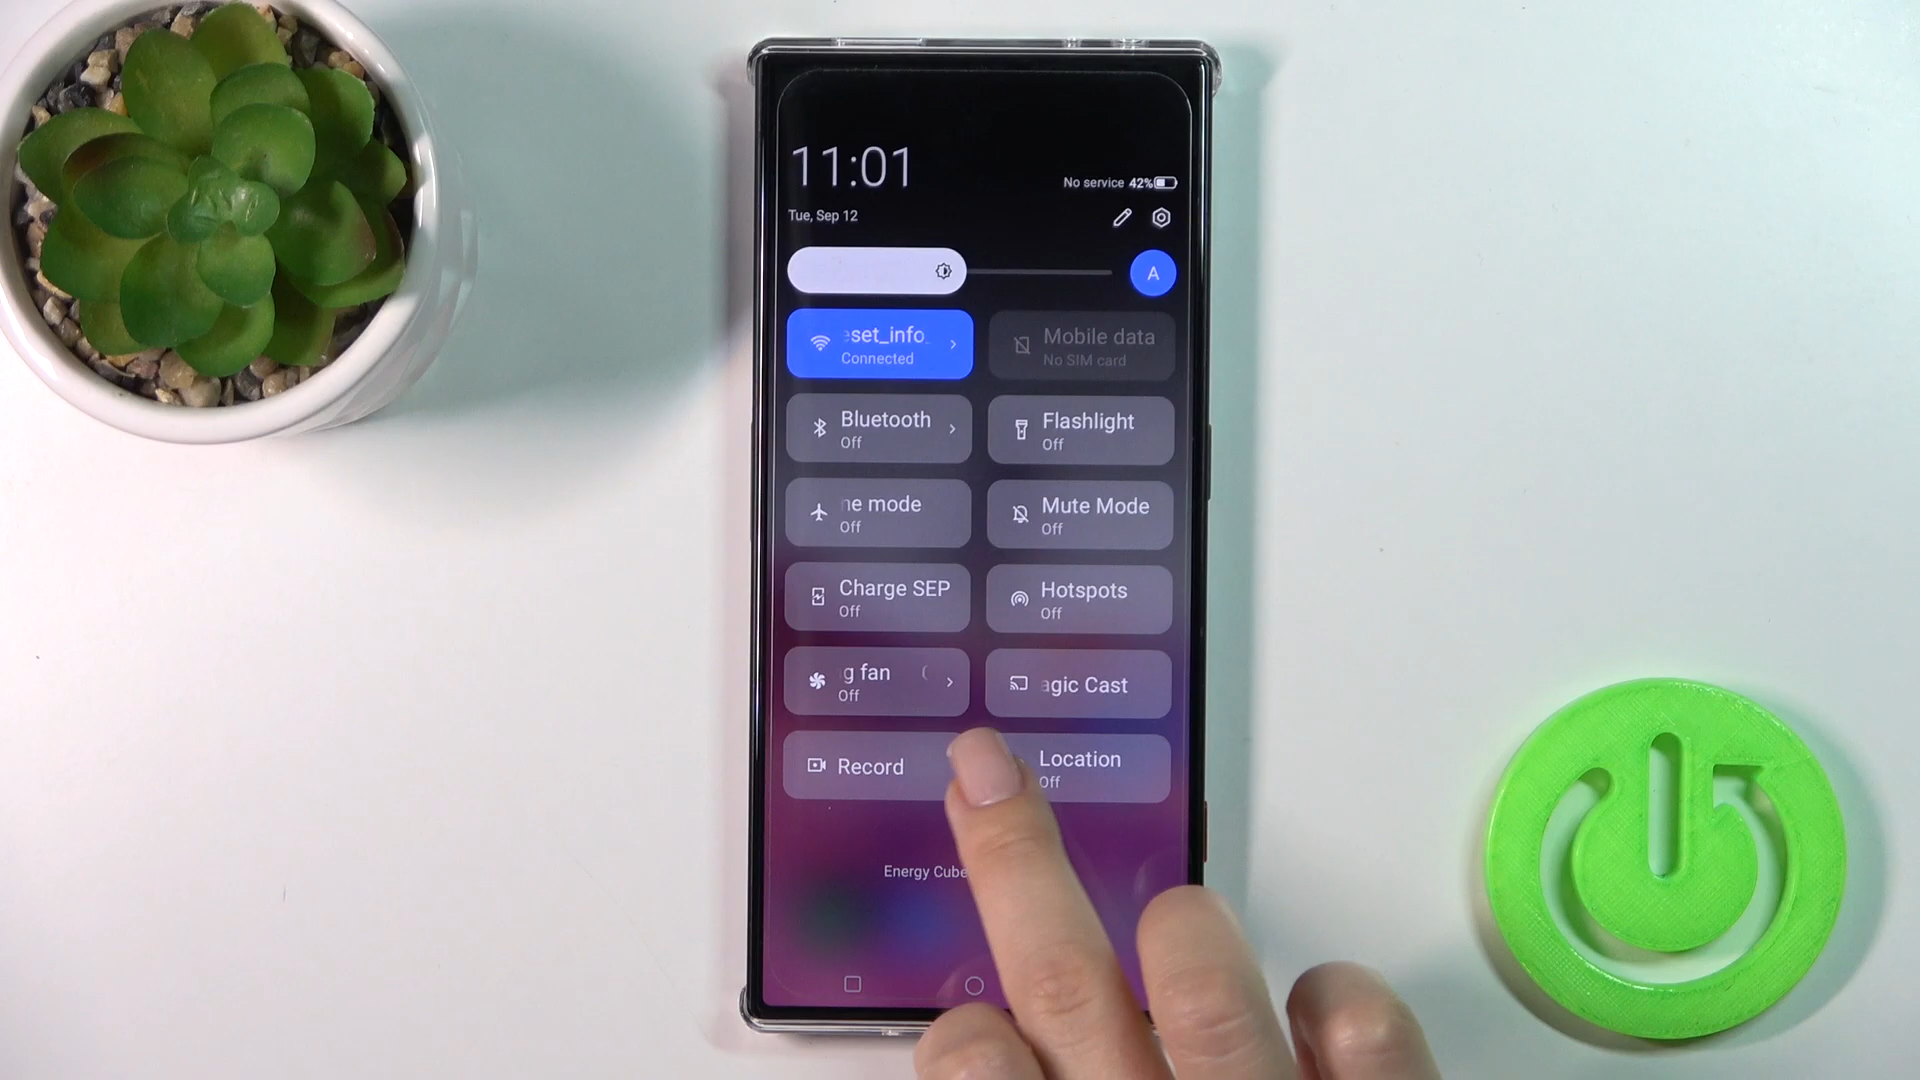 11:01
No service 42%
Tue, Sep 12
A
set_info_
Connected
Mobile data
No SIM card
Bluetooth
Off
Flashlight
Off
ne mode
Off
Mute Mode
Off
Charge SEP
Off
Hotspots
Off
g fan
Off
agic Cast
Record
Location
Off
Energy Cube